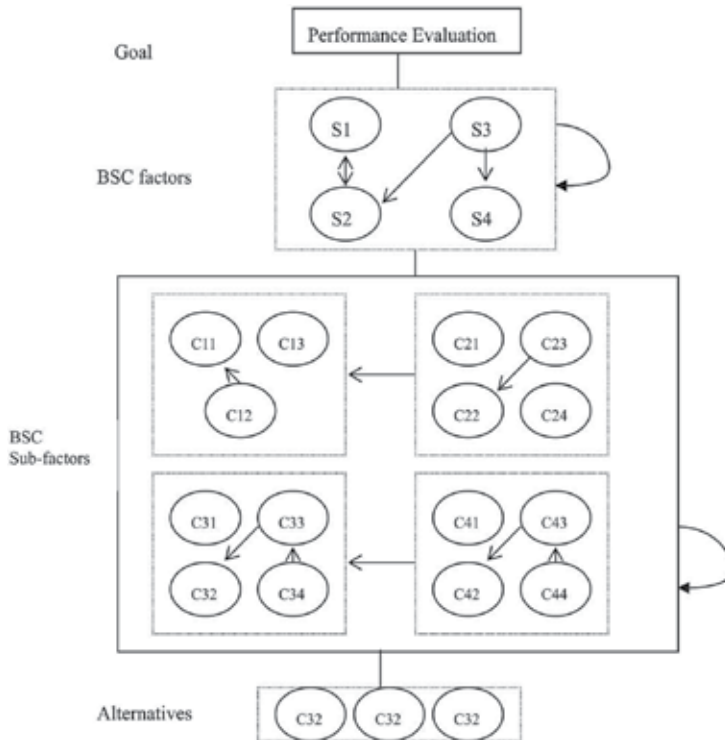 Performance Evaluation
Goal
S1 S3
BSC factors
S2 S4
C11 C13 C21 C23
C12 C22 C24
BSC
Sub-factors
C31 C33 C41 C43
C32 C34 C42 C44
Alternatives
C32 C32 C32